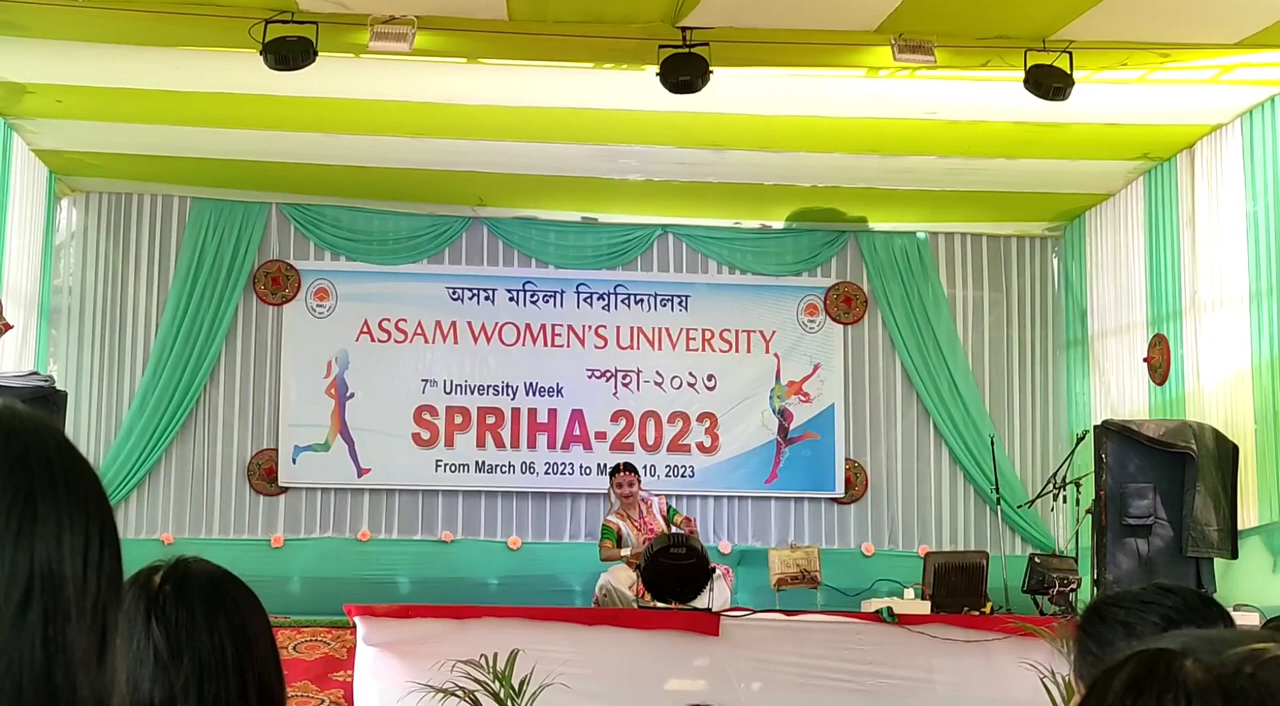 অসম মহিলা বিশ্ববিদ্যালয়
ASSAM WOMEN'S UNIVERSITY
স্পৃহা-২০২৩
7th University Week
SPRIHA-2023
From March 06, 2023 to Ma 10, 2023